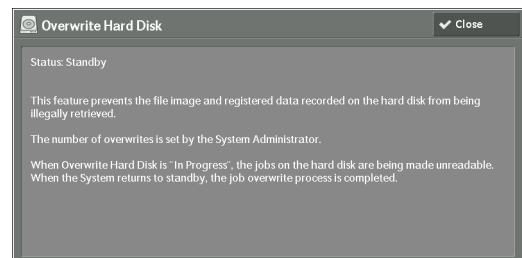 Overwrite Hard Disk
Close
Status: Standby
This feature prevents the file image and registered data recorded on the hard disk from being
illegally retrieved.
The number of overwrites is set by the System Administrator.
When Overwrite Hard Disk is "In Progress", the jobs on the hard disk are being made unreadable.
When the System returns to standby, the job overwrite process is completed.